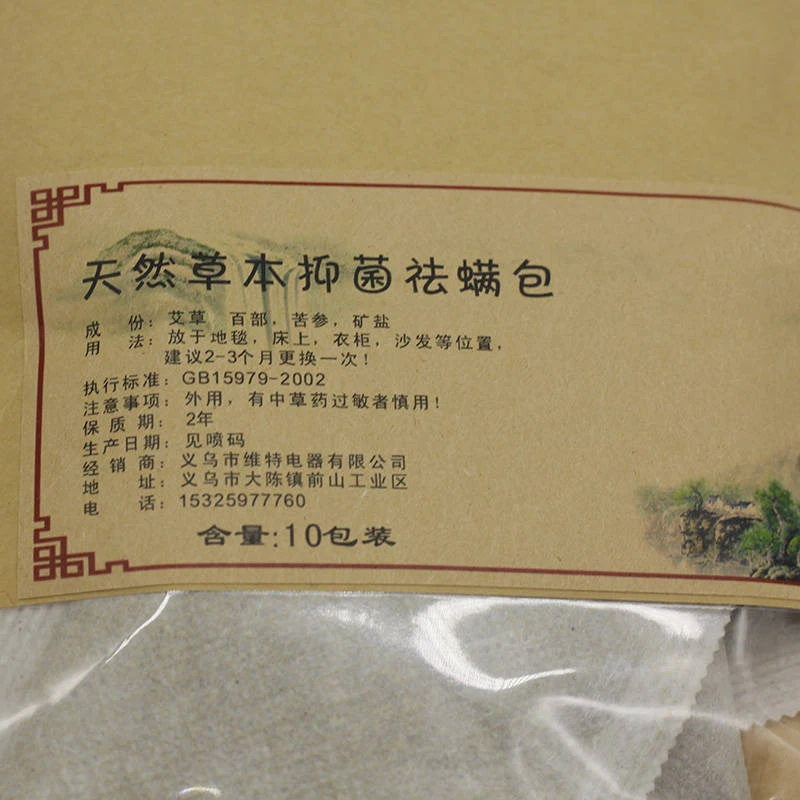 天然草本抑菌祛螨包
成 份：艾草 百部，苦参，矿盐
用 法：放于地毯，床上，衣柜，沙发等位置，
建议2-3个月更换一次！
执行标准：GB15979-2002
注意事项：外用，有中草药过敏者慎用！
保 质 期：2年
生产日期：见喷码
经 销 商：义乌市维特电器有限公司
地 址：义乌市大陈镇前山工业区
电 话：15325977760
含量:10包装